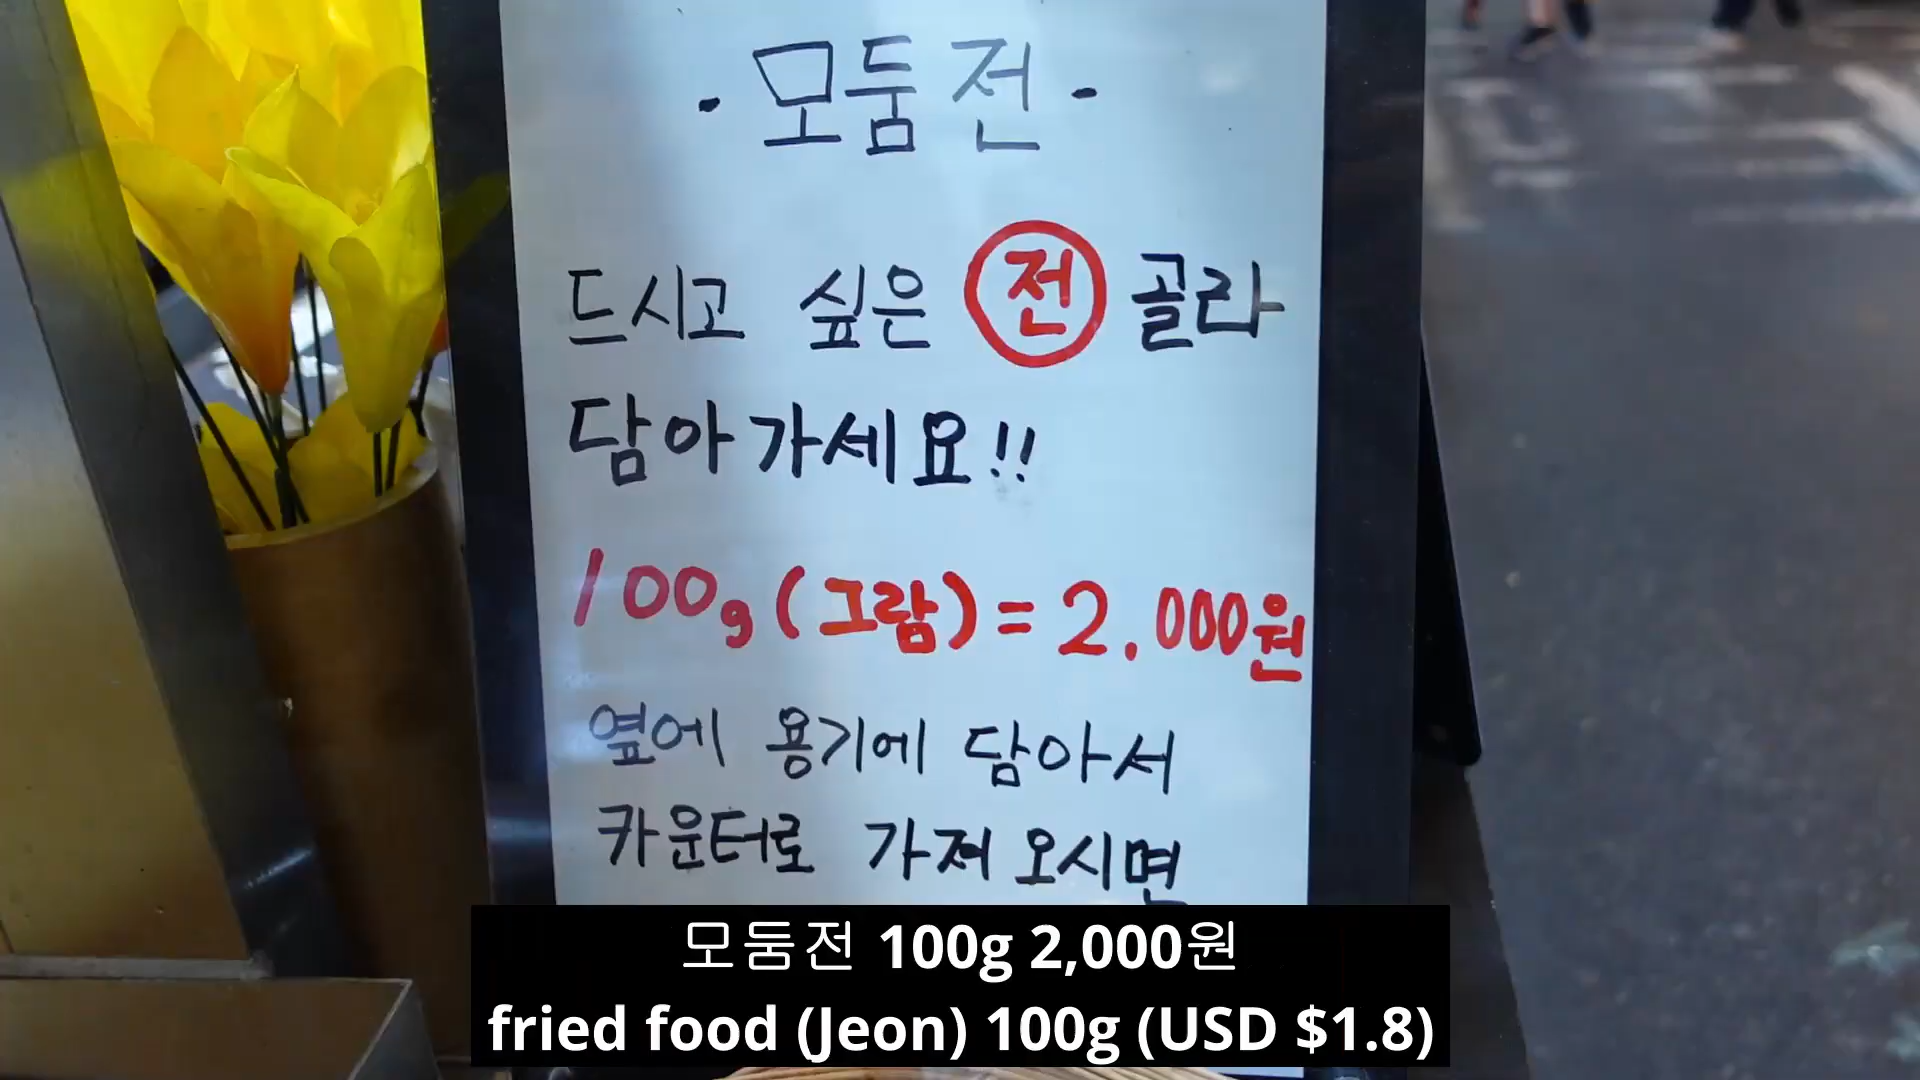 - 모둠전 -
드시고 싶은 전 골라
담아가세요!!
100g(그람)=2.000원
옆에 용기에 담아서
카운터로 가져오시면
모둠전 100g 2,000원
fried food (Jeon) 100g (USD $1.8)